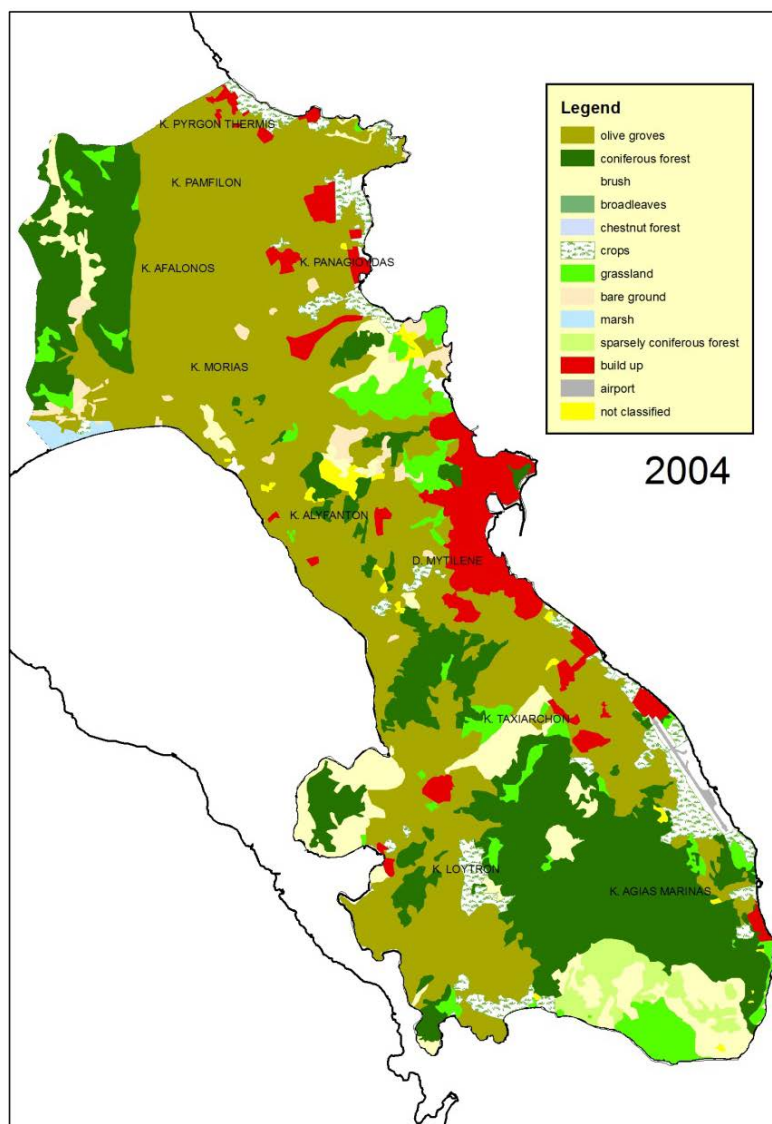 Legend
olive groves
coniferous forest
brush
broadleaves
chestnut forest
crops
grassland
bare ground
marsh
sparsely coniferous forest
build up
airport
not classified
2004
K. PYRGON THERMIS
K. PAMFILON
K. AFALONOS
K. PANAGIOYDAS
K. MORIAS
K. ALYFANTON
D. MYTILENE
K. TAXIARCHON
K. LOYTRON
K. AGIAS MARINAS